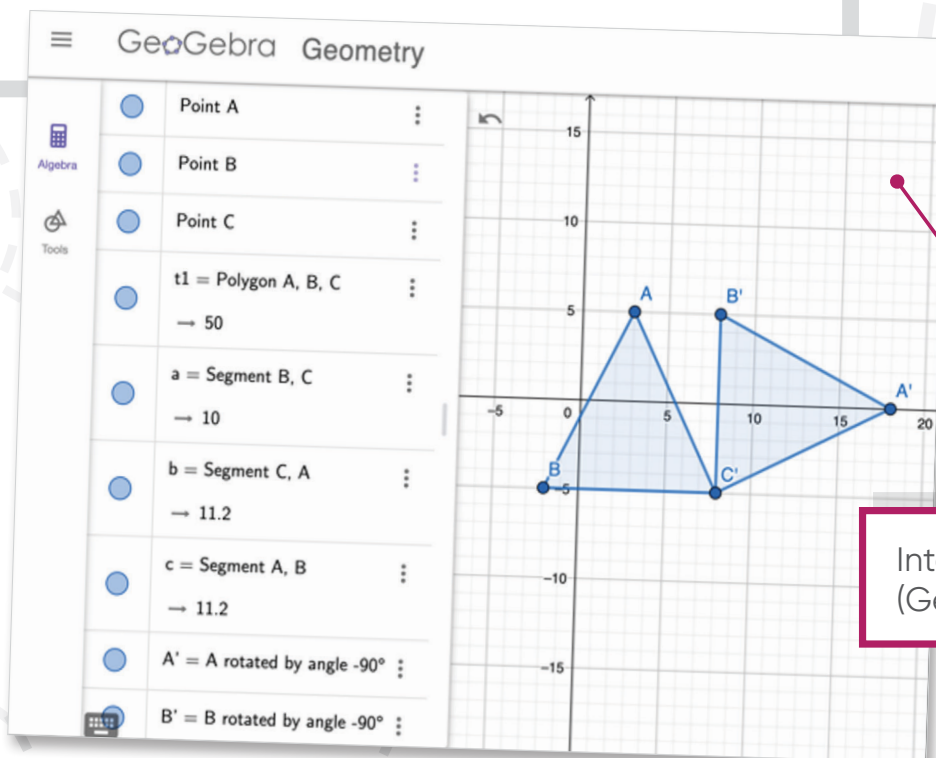 GeoGebra Geometry
Algebra
Tools
Point A
Point B
Point C
t1 = Polygon A, B, C
→ 50
a = Segment B, C
→ 10
b = Segment C, A
→ 11.2
c = Segment A, B
→ 11.2
A' = A rotated by angle -90°
B' = B rotated by angle -90°
15
10
5
0
-5
-10
-15
-5
5
10
15
20
A
B'
A'
B
C'